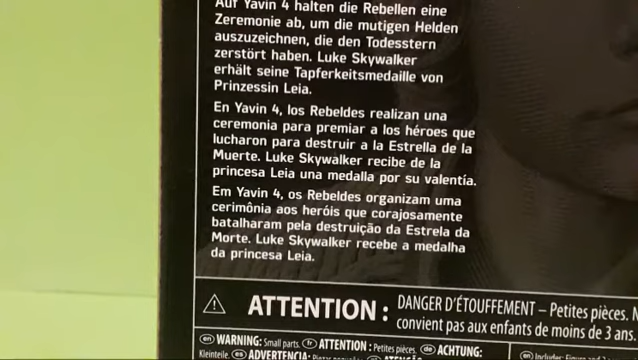 Auf Yavin 4 halten die Rebellen eine
Zeremonie ab, um die mutigen Helden
auszuzeichnen, die den Todesstern
zerstört haben. Luke Skywalker
erhält seine Tapferkeitsmedaille von
Prinzessin Leia.
En Yavin 4, los Rebeldes realizan una
ceremonia para premiar a los héroes que
lucharon para destruir a la Estrella de la
Muerte. Luke Skywalker recibe de la
princesa Leia una medalla por su valentía.
Em Yavin 4, os Rebeldes organizam uma
cerimônia aos heróis que corajosamente
batalharam pela destruição da Estrela da
Morte. Luke Skywalker recebe a medalha
da princesa Leia.
ATTENTION : DANGER D'ÉTOUFFEMENT – Petites pièces. N
convient pas aux enfants de moins de 3 ans.
en WARNING: Small parts. fr ATTENTION : Petites pièces. de ACHTUNG:
Kleinteile. es ADVERTENCIA: